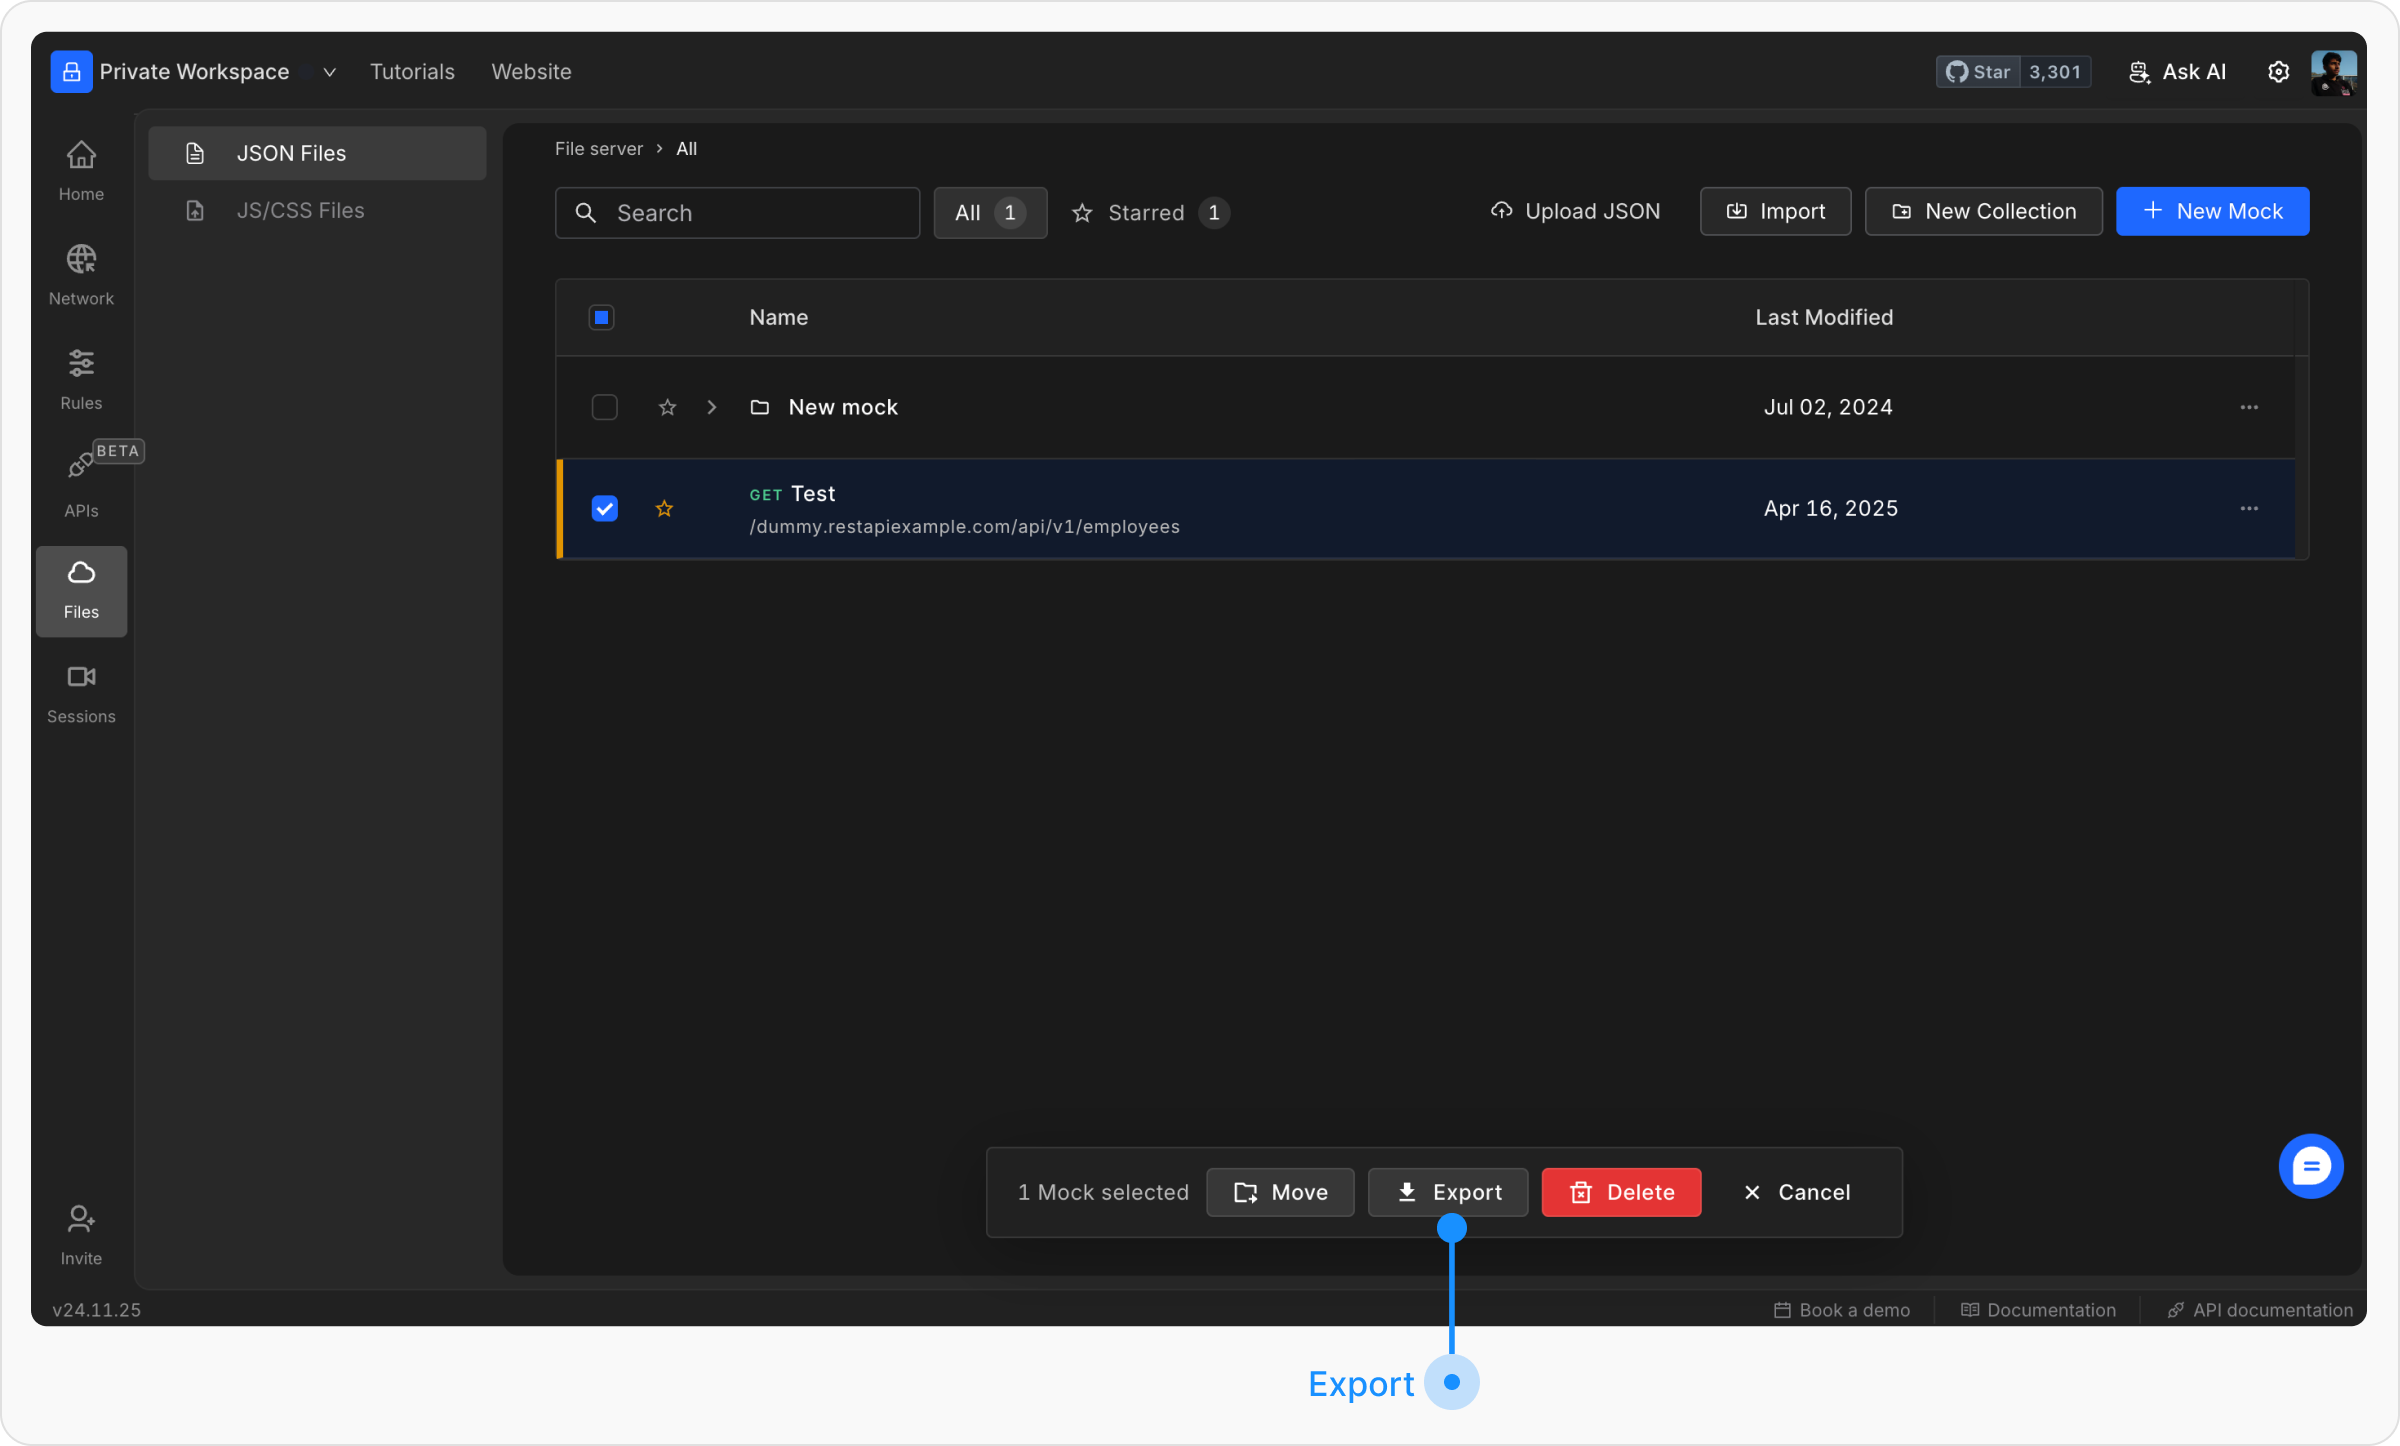 Private Workspace
Tutorials
Website
Star
3,301
Ask AI
Home
Network
Rules
BETA
APIs
Files
Sessions
Invite
JSON Files
JS/CSS Files
File server > All
Search
All 1
Starred 1
Upload JSON
Import
New Collection
+ New Mock
Name
Last Modified
New mock
Jul 02, 2024
GET Test
/dummy.restapiexample.com/api/v1/employees
Apr 16, 2025
1 Mock selected
Move
Export
Delete
Cancel
v24.11.25
Book a demo
Documentation
API documentation
Export